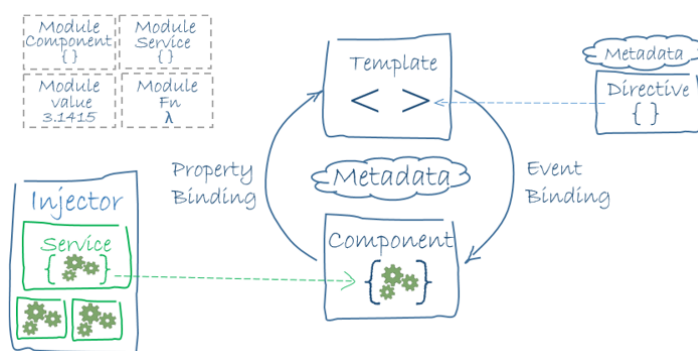 Module
Component
{ }
Module
Service
{ }
Module
value
3.1415
Module
Fn
λ
Template
< >
Metadata
Directive
{ }
Property
Binding
Metadata
Event
Binding
Injector
Service
{ }
Component
{ }